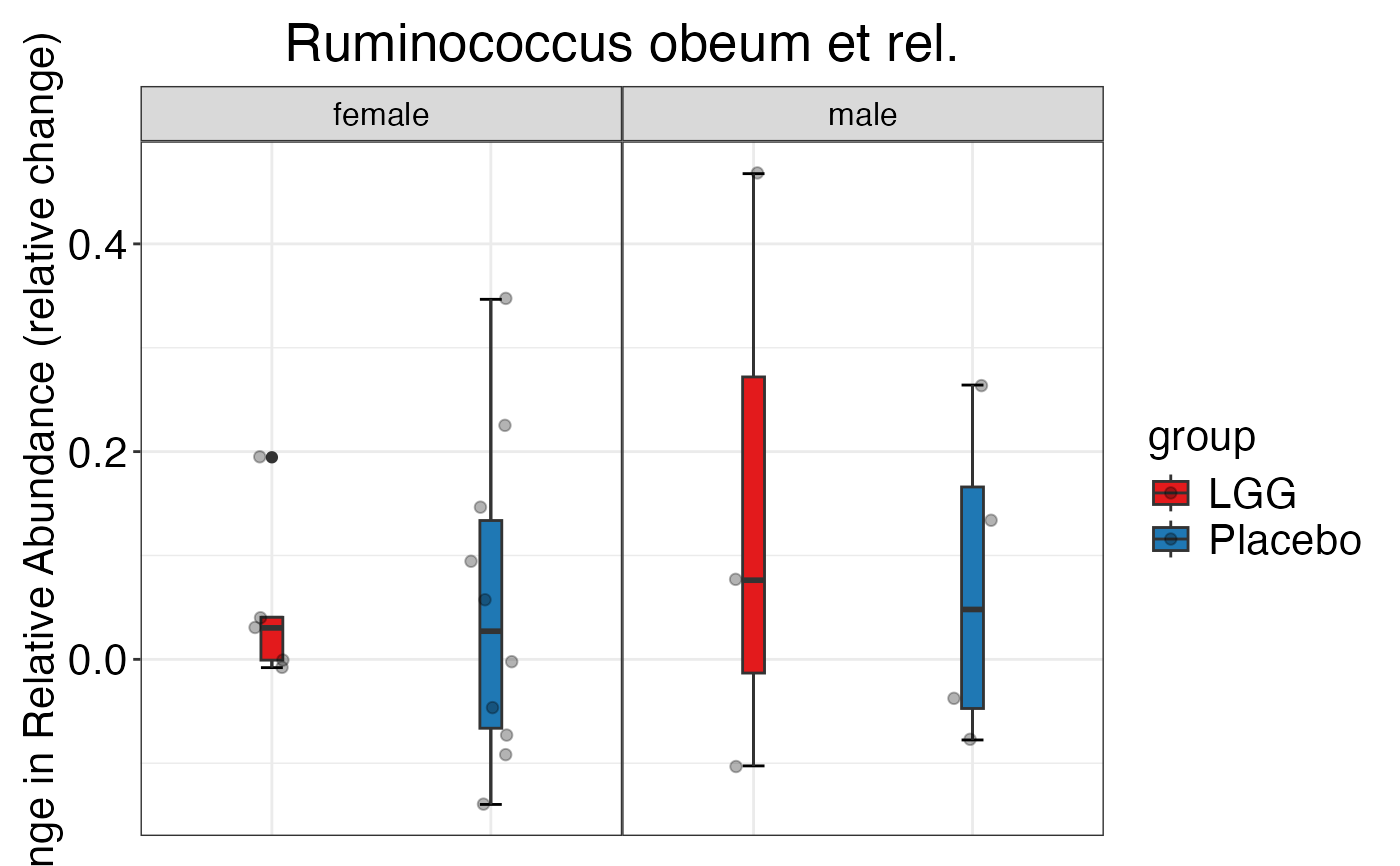 Ruminococcus obeum et rel.
female
male
nge in Relative Abundance (relative change)
0.4
0.2
0.0
group
LGG
Placebo